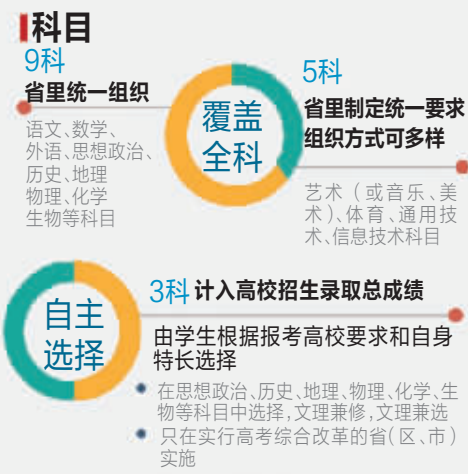 科目
9科
省里统一组织
语文、数学、
外语、思想政治、
历史、地理
物理、化学
生物等科目
覆盖
全科
5科
省里制定统一要求
组织方式可多样
艺术（或音乐、美
术）、体育、通用技
术、信息技术科目
自主
选择
3科 计入高校招生录取总成绩
由学生根据报考高校要求和自身
特长选择
在思想政治、历史、地理、物理、化学、生
物等科目中选择，文理兼修，文理兼选
只在实行高考综合改革的省（区、市）
实施